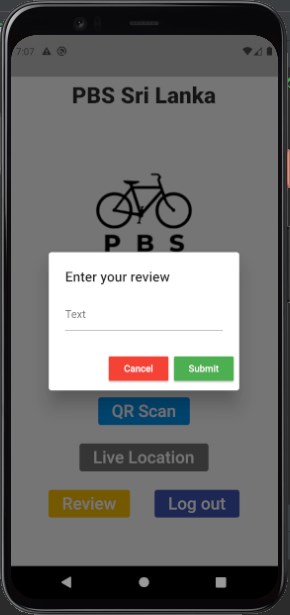 7:07
PBS Sri Lanka
P B S
Enter your review
Text
Cancel Submit
QR Scan
Live Location
Review Log out